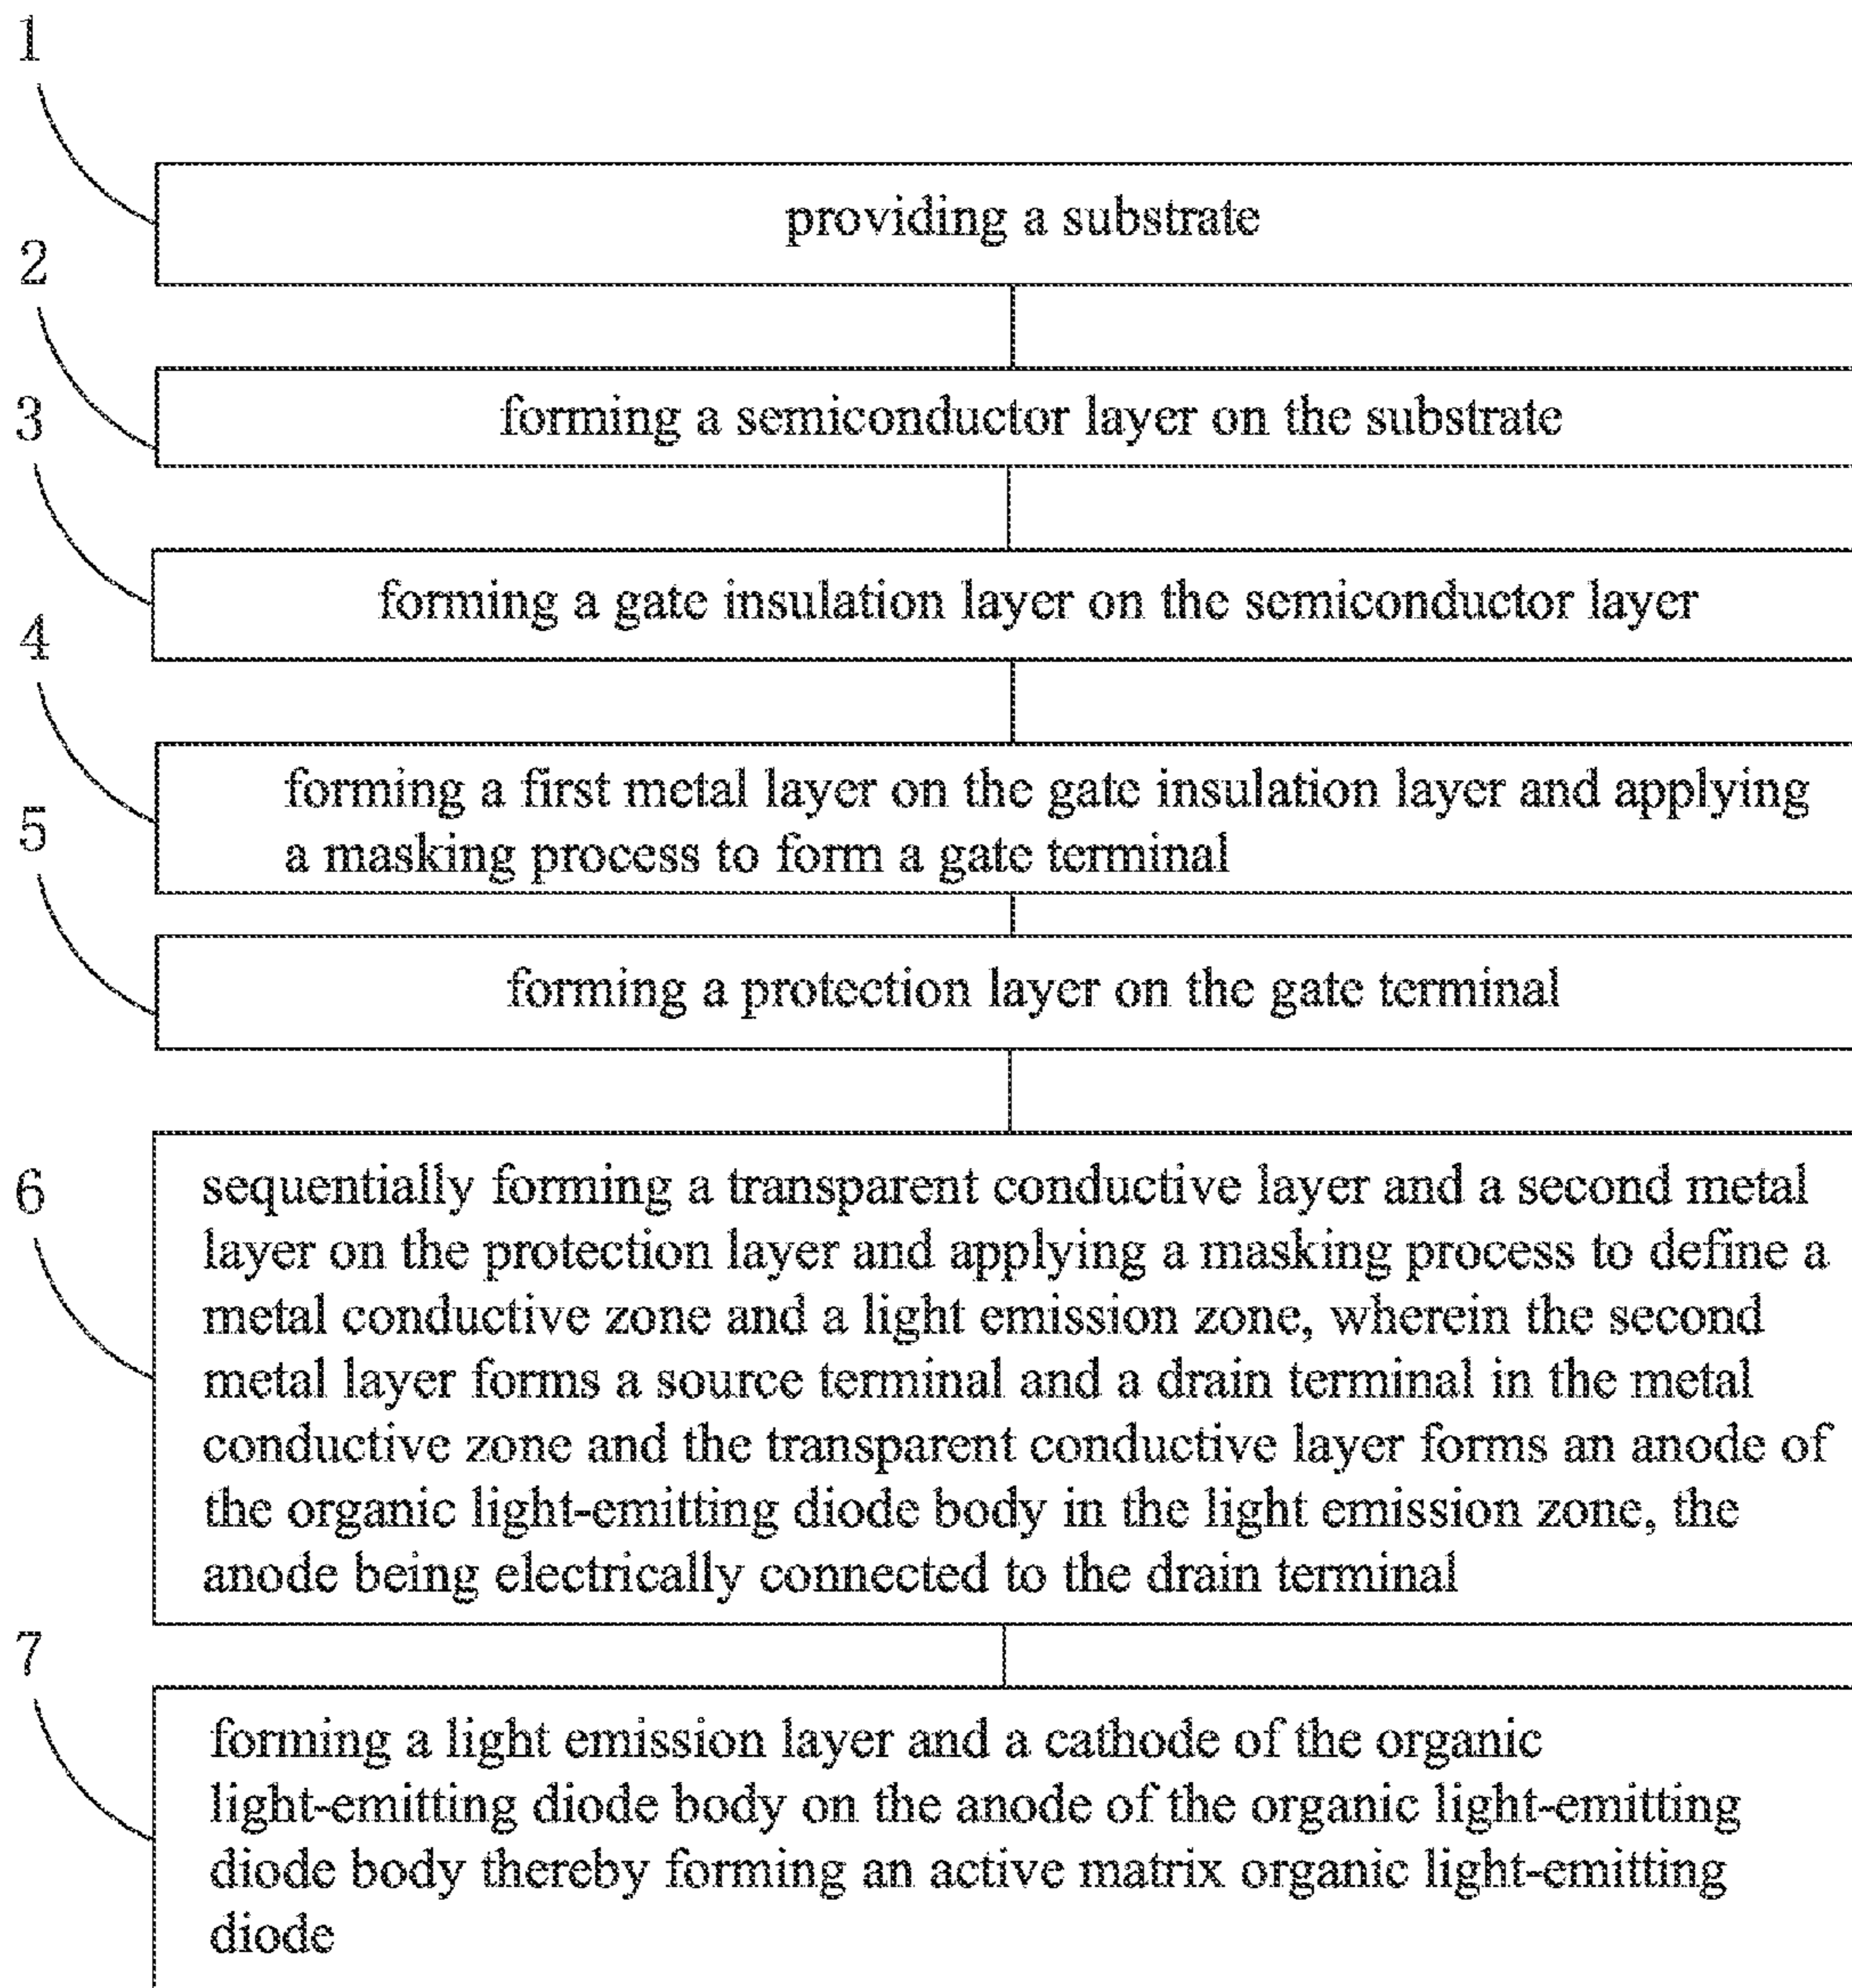 1
providing a substrate
2
forming a semiconductor layer on the substrate
3
forming a gate insulation layer on the semiconductor layer
4
forming a first metal layer on the gate insulation layer and applying
a masking process to form a gate terminal
5
forming a protection layer on the gate terminal
6
sequentially forming a transparent conductive layer and a second metal
layer on the protection layer and applying a masking process to define a
metal conductive zone and a light emission zone, wherein the second
metal layer forms a source terminal and a drain terminal in the metal
conductive zone and the transparent conductive layer forms an anode of
the organic light-emitting diode body in the light emission zone, the
anode being electrically connected to the drain terminal
7
forming a light emission layer and a cathode of the organic
light-emitting diode body on the anode of the organic light-emitting
diode body thereby forming an active matrix organic light-emitting
diode